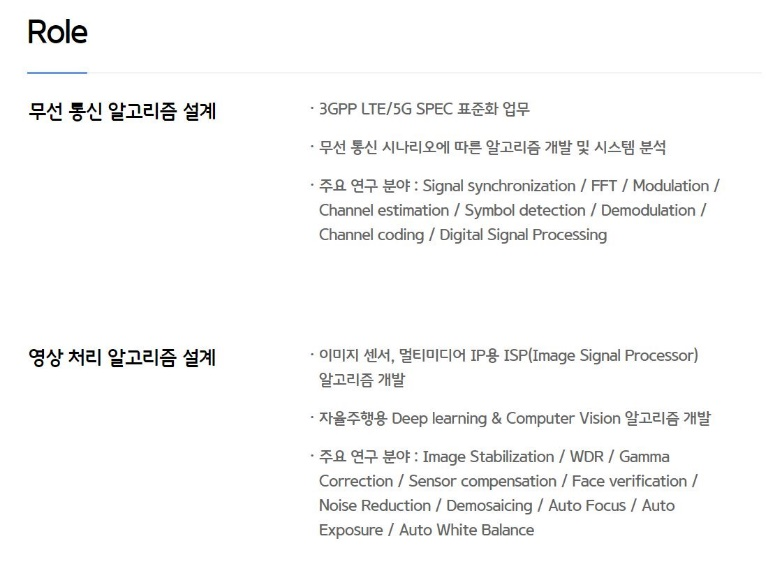 Role
무선 통신 알고리즘 설계
· 3GPP LTE/5G SPEC 표준화 업무
· 무선 통신 시나리오에 따른 알고리즘 개발 및 시스템 분석
· 주요 연구 분야 : Signal synchronization / FFT / Modulation /
Channel estimation / Symbol detection / Demodulation /
Channel coding / Digital Signal Processing
영상 처리 알고리즘 설계
· 이미지 센서, 멀티미디어 IP용 ISP(Image Signal Processor)
알고리즘 개발
· 자율주행용 Deep learning & Computer Vision 알고리즘 개발
· 주요 연구 분야 : Image Stabilization / WDR / Gamma
Correction / Sensor compensation / Face verification /
Noise Reduction / Demosaicing / Auto Focus / Auto
Exposure / Auto White Balance